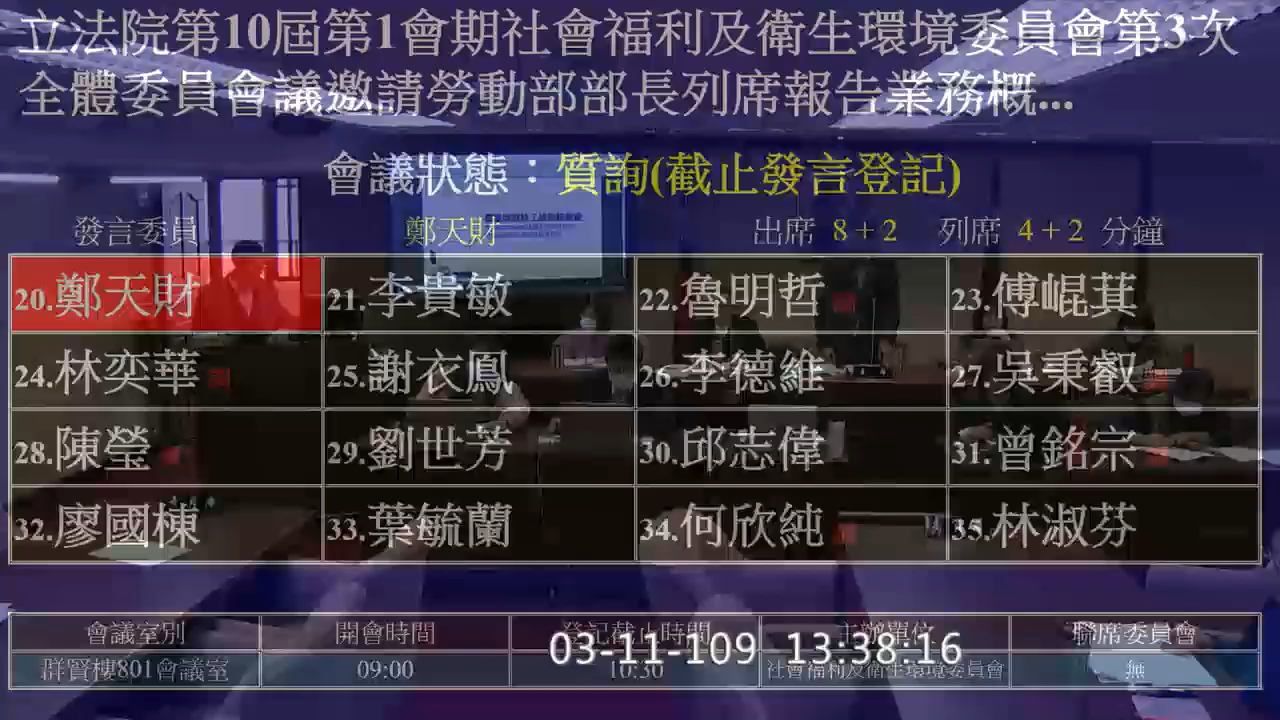 立法院第10屆第1會期社會福利及衛生環境委員會第3次
全體委員會議邀請勞動部部長列席報告業務概...
會議狀態：質詢(截止發言登記)
發言委員 鄭天財 出席 8 + 2 列席 4 + 2 分鐘
20.鄭天財 21.李貴敏 22.魯明哲 23.傅崐萁
24.林奕華 25.謝衣鳳 26.李德維 27.吳秉叡
28.陳瑩 29.劉世芳 30.邱志偉 31.曾銘宗
32.廖國棟 33.葉毓蘭 34.何欣純 35.林淑芬
會議室別 開會時間 登記截止時間 主辦單位 聯席委員會
03-11-109 13:38:16
群賢樓801會議室 09:00 10:30 社會福利及衛生環境委員會 無